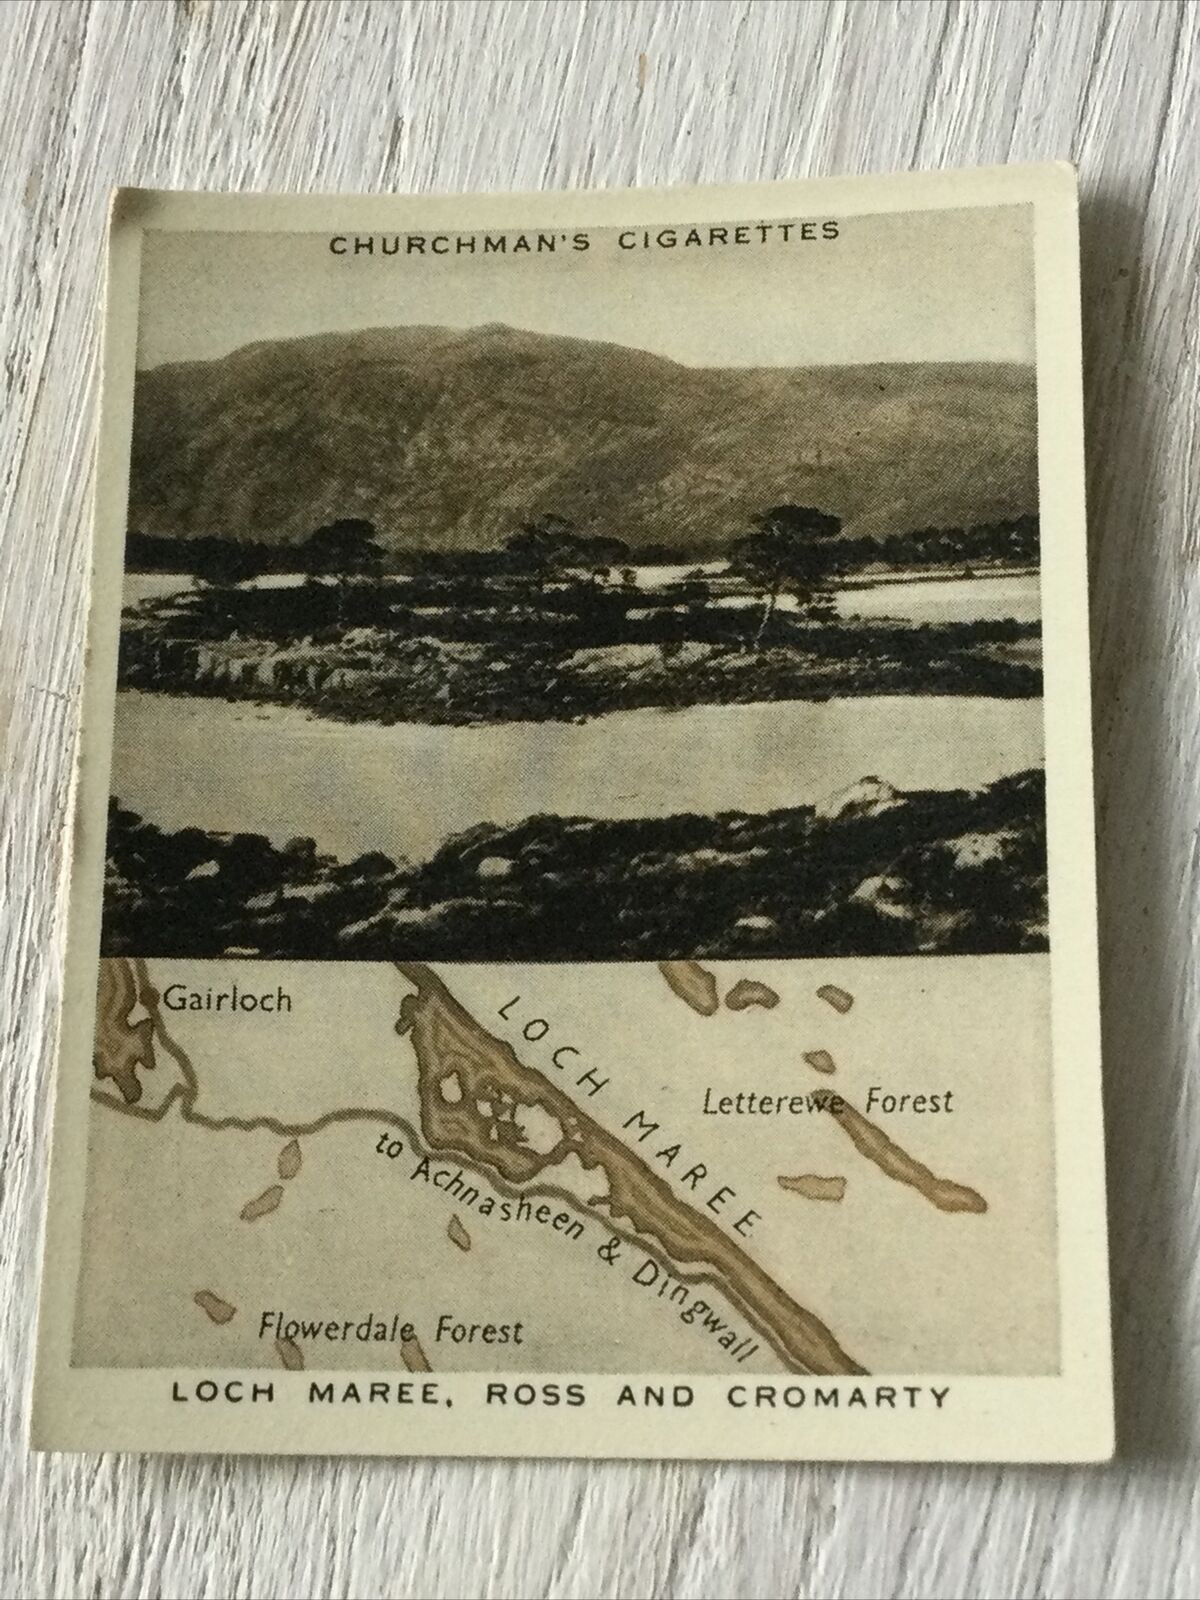 CHURCHMAN'S CIGARETTES
Gairloch
LOCH MAREE
Letterewe Forest
to Achnasheen & Dingwall
Flowerdale Forest
LOCH MAREE, ROSS AND CROMARTY